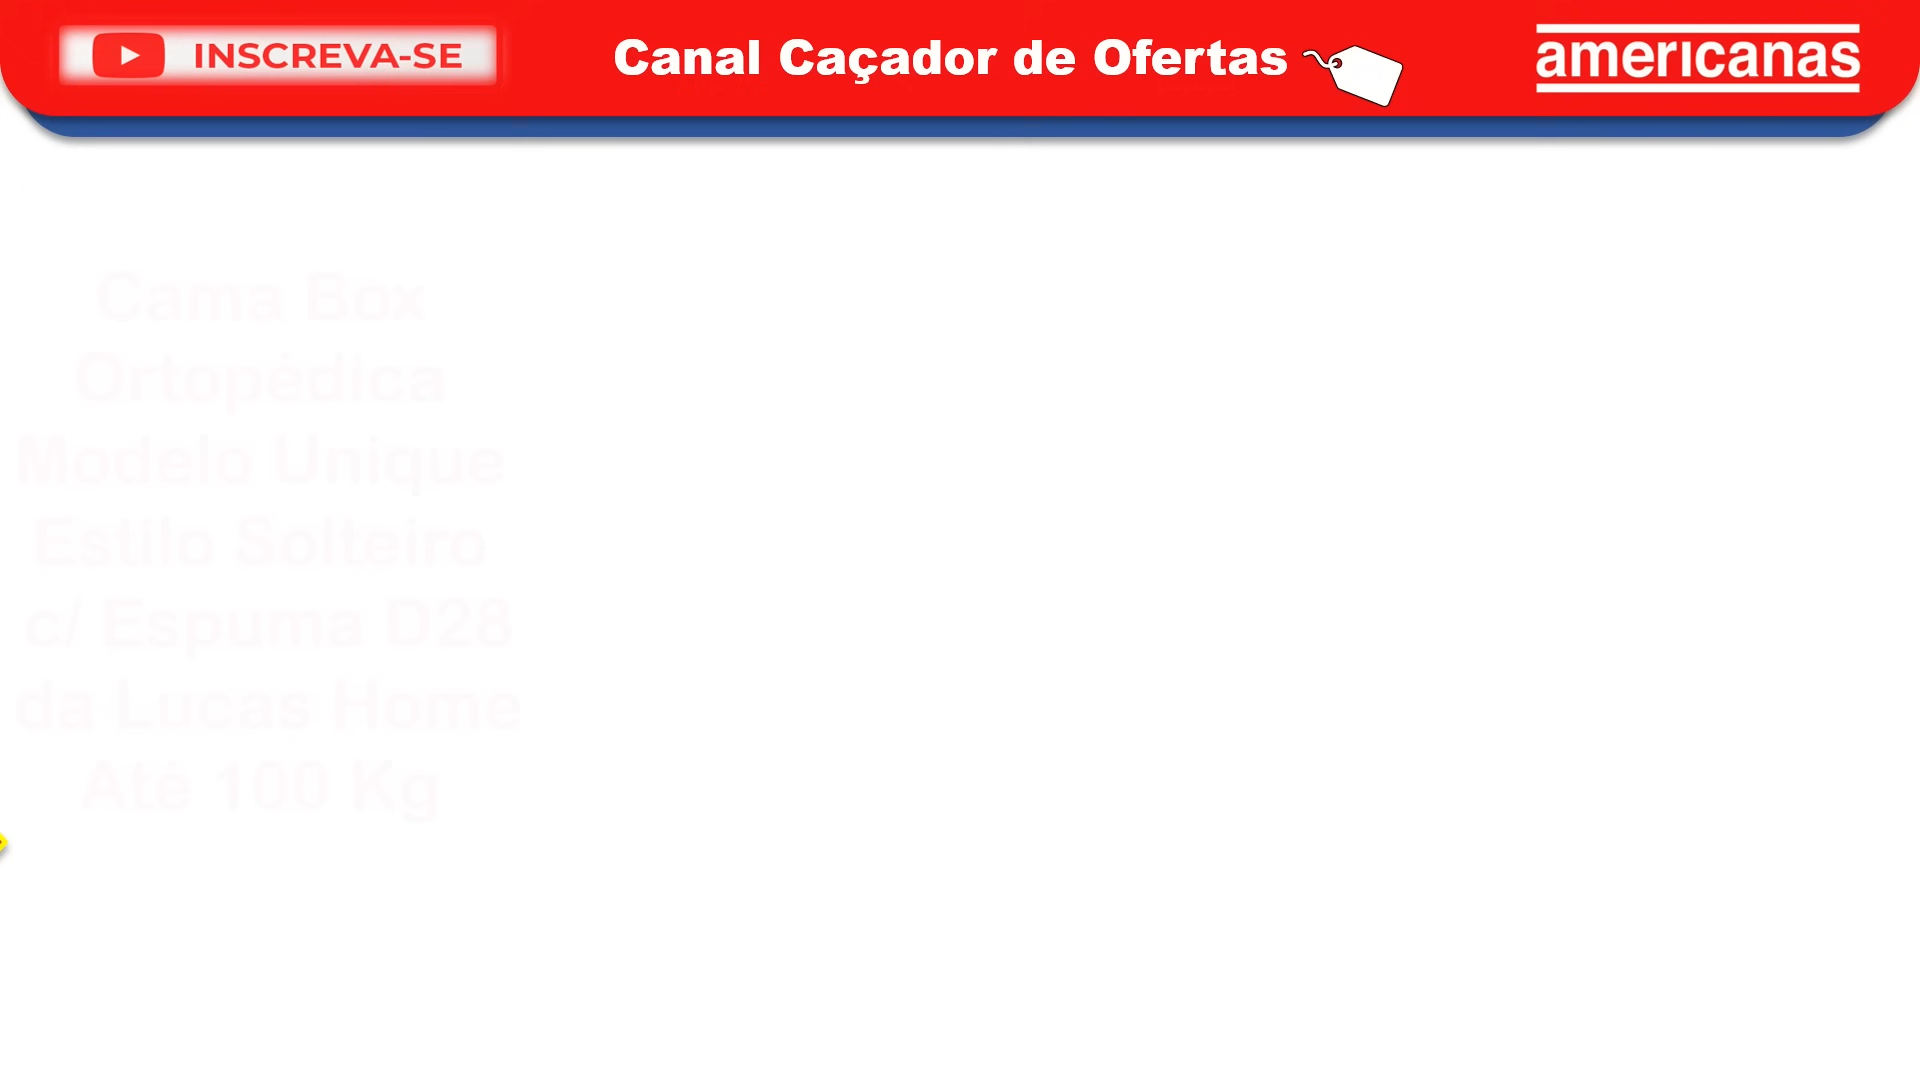 INSCREVA-SE
Canal Caçador de Ofertas
americanas
Cama Box
Ortopédica
Modelo Unique
Estilo Solteiro
c/ Espuma D28
da Lucas Home
Até 100 Kg